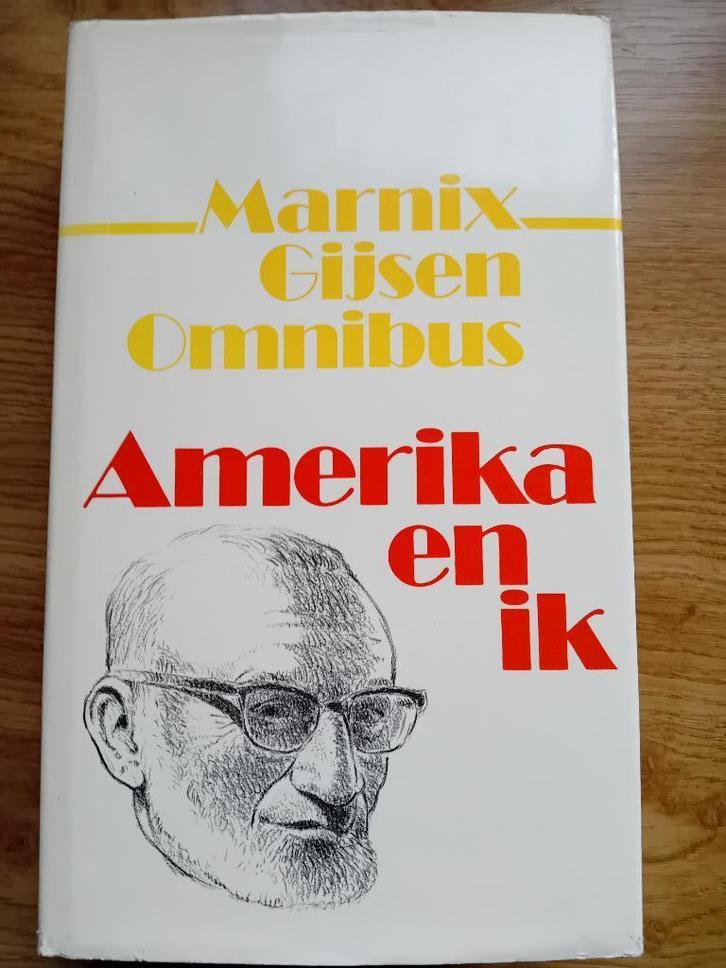 Marnix
Gijsen
Omnibus
Amerika
en
ik